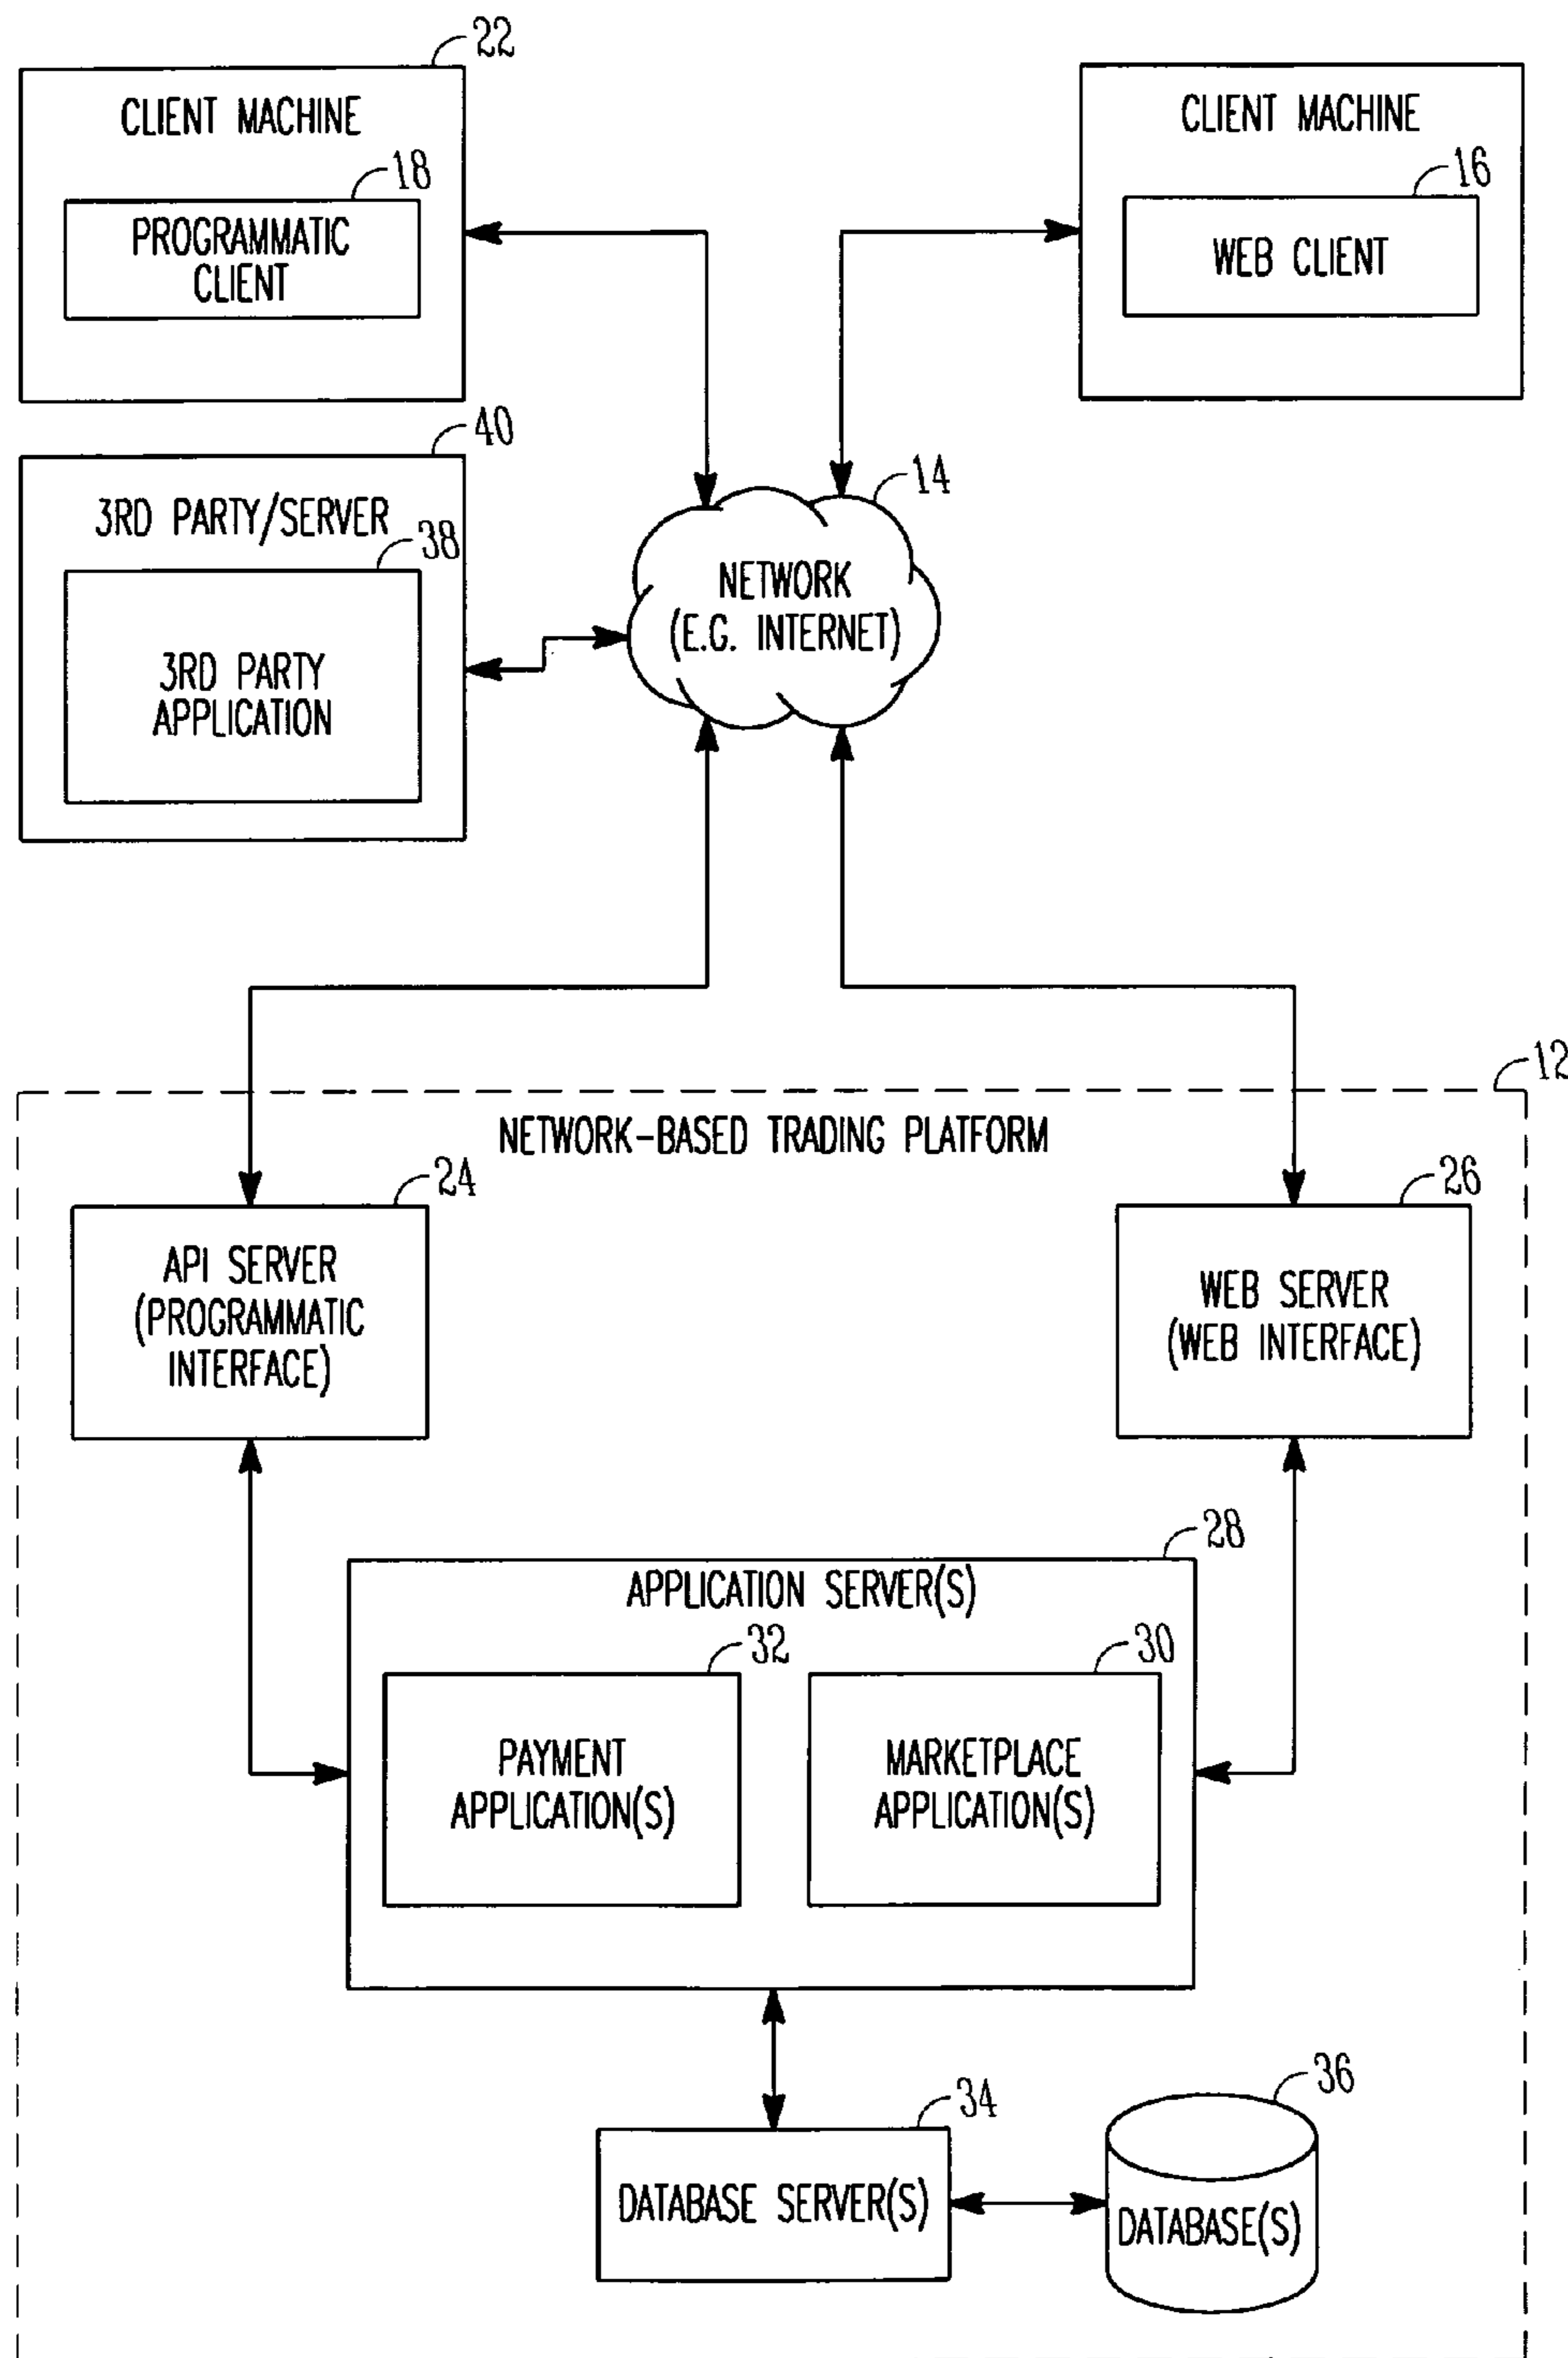 22
CLIENT MACHINE
18
PROGRAMMATIC
CLIENT
CLIENT MACHINE
16
WEB CLIENT
40
3RD PARTY/SERVER
38
3RD PARTY
APPLICATION
14
NETWORK
(E.G. INTERNET)
12
NETWORK-BASED TRADING PLATFORM
24
API SERVER
(PROGRAMMATIC
INTERFACE)
26
WEB SERVER
(WEB INTERFACE)
28
APPLICATION SERVER(S)
32
PAYMENT
APPLICATION(S)
30
MARKETPLACE
APPLICATION(S)
34
DATABASE SERVER(S)
36
DATABASE(S)